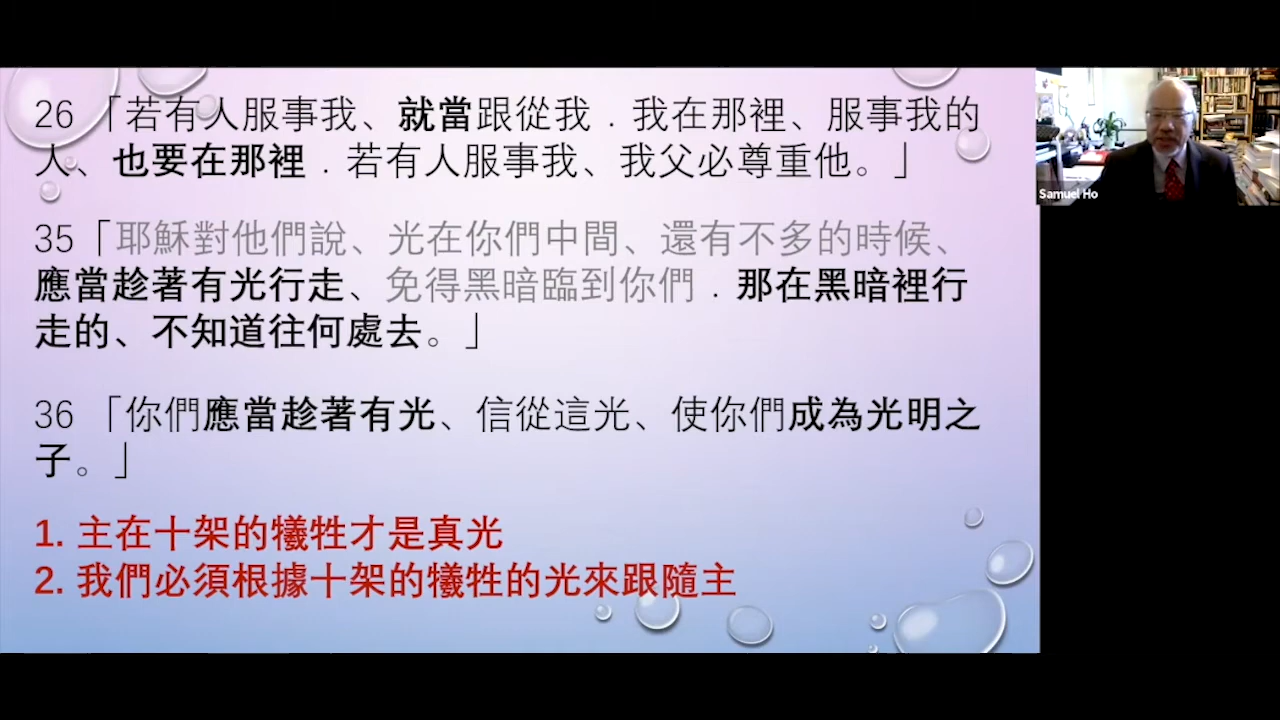 26 「若有人服事我、就當跟從我．我在那裡、服事我的
人、也要在那裡．若有人服事我、我父必尊重他。」
35「耶穌對他們說、光在你們中間、還有不多的時候、
應當趁著有光行走、免得黑暗臨到你們．那在黑暗裡行
走的、不知道往何處去。」
36 「你們應當趁著有光、信從這光、使你們成為光明之
子。」
1. 主在十架的犧牲才是真光
2. 我們必須根據十架的犧牲的光來跟隨主
Samuel Ho